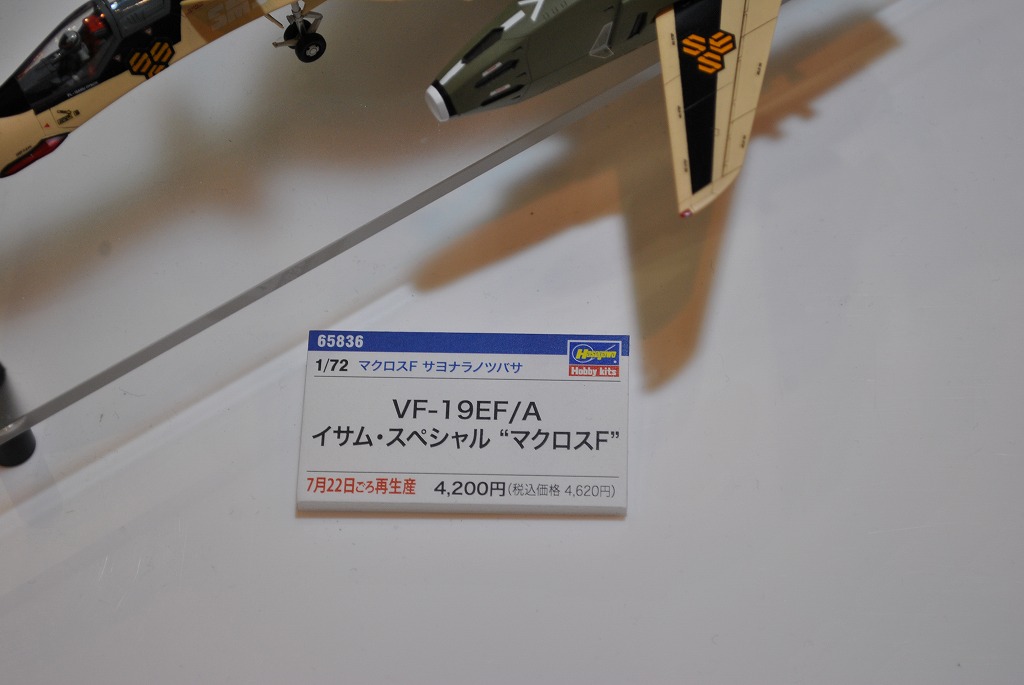 65836
Hasegawa
Hobby kits
1/72 マクロスF サヨナラノツバサ
VF-19EF/A
イサム・スペシャル “マクロスF”
7月22日ごろ再生産 4,200円(税込価格 4,620円)